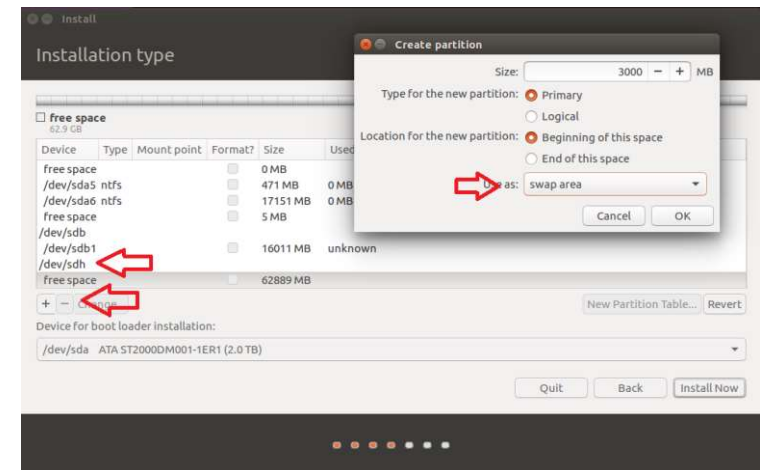 Install
Installation type
Create partition
Size: 3000 − + MB
Type for the new partition: Primary
Logical
Location for the new partition: Beginning of this space
End of this space
as: swap area
Cancel OK
free space
62.9 GB
Device Type Mount point Format? Size Used
free space 0 MB
/dev/sda5 ntfs 471 MB 0 MB
/dev/sda6 ntfs 17151 MB 0 MB
free space 5 MB
/dev/sdb
/dev/sdb1 16011 MB unknown
/dev/sdh
free space 62889 MB
+ − New Partition Table... Revert
Device for boot loader installation:
/dev/sda ATA ST2000DM001-1ER1 (2.0 TB)
Quit Back Install Now